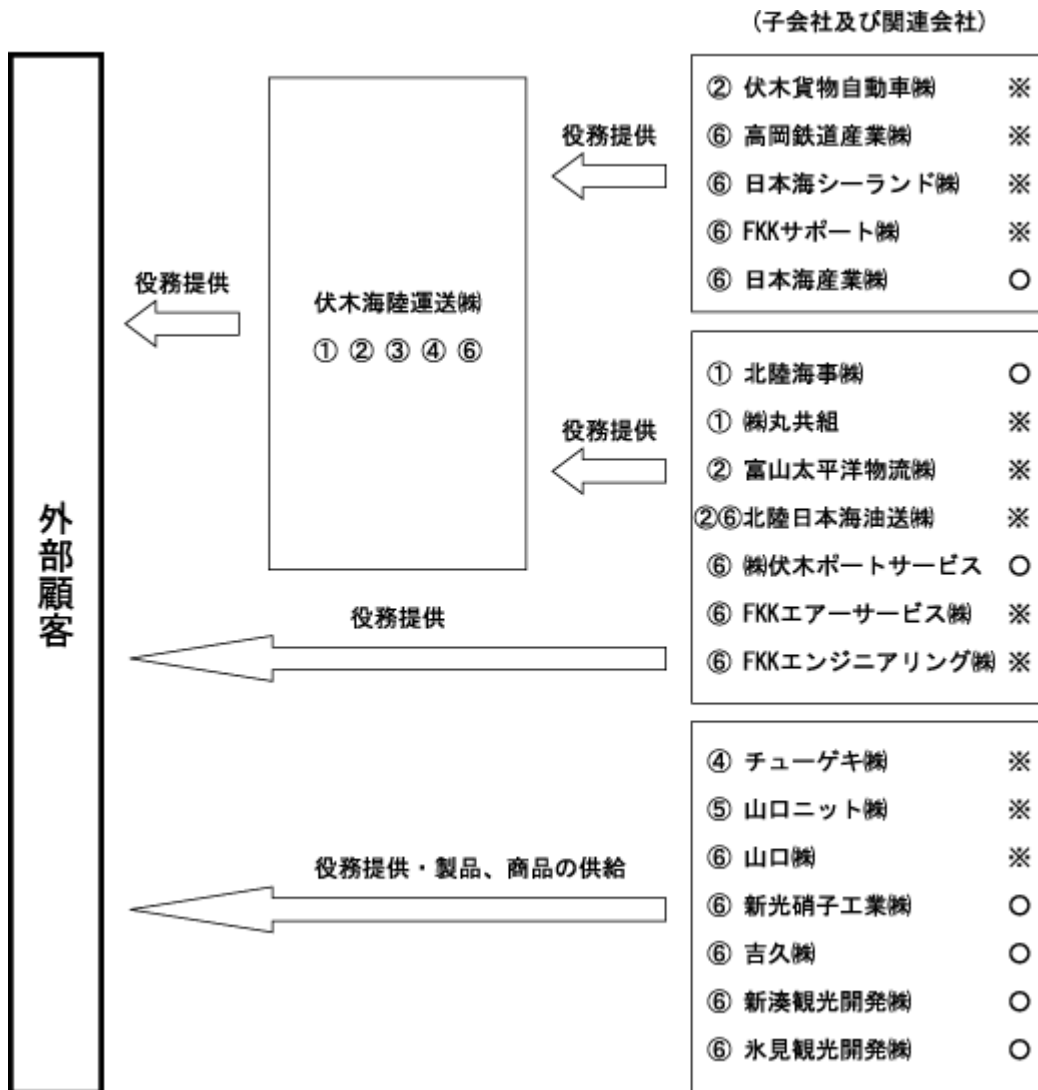 (子会社及び関連会社)
② 伏木貨物自動車㈱ ※
⑥ 高岡鉄道産業㈱ ※
⑥ 日本海シーランド㈱ ※
⑥ FKKサポート㈱ ※
⑥ 日本海産業㈱ ○
役務提供
役務提供
伏木海陸運送㈱
① ② ③ ④ ⑥
① 北陸海事㈱ ○
① ㈱丸共組 ※
② 富山太平洋物流㈱ ※
②⑥北陸日本海油送㈱ ※
⑥ ㈱伏木ポートサービス ○
⑥ FKKエアーサービス㈱ ※
⑥ FKKエンジニアリング㈱ ※
役務提供
役務提供
外部顧客
④ チューゲキ㈱ ※
⑤ 山口ニット㈱ ※
⑥ 山口㈱ ※
⑥ 新光硝子工業㈱ ○
⑥ 吉久㈱ ○
⑥ 新湊観光開発㈱ ○
⑥ 氷見観光開発㈱ ○
役務提供・製品、商品の供給